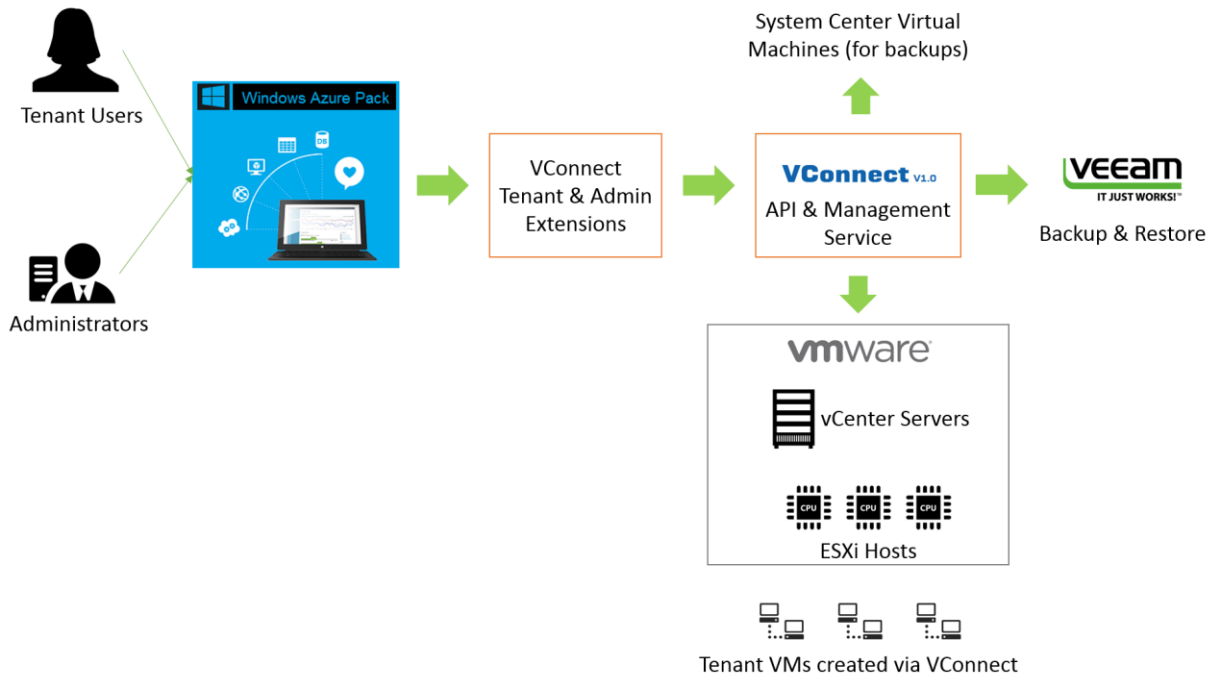 System Center Virtual
Machines (for backups)
Tenant Users
Windows Azure Pack
DB
VConnect
Tenant & Admin
Extensions
VConnect V1.0
API & Management
Service
veeam
IT JUST WORKS!™
Backup & Restore
Administrators
vmware®
vCenter Servers
CPU
CPU
CPU
ESXi Hosts
Tenant VMs created via VConnect